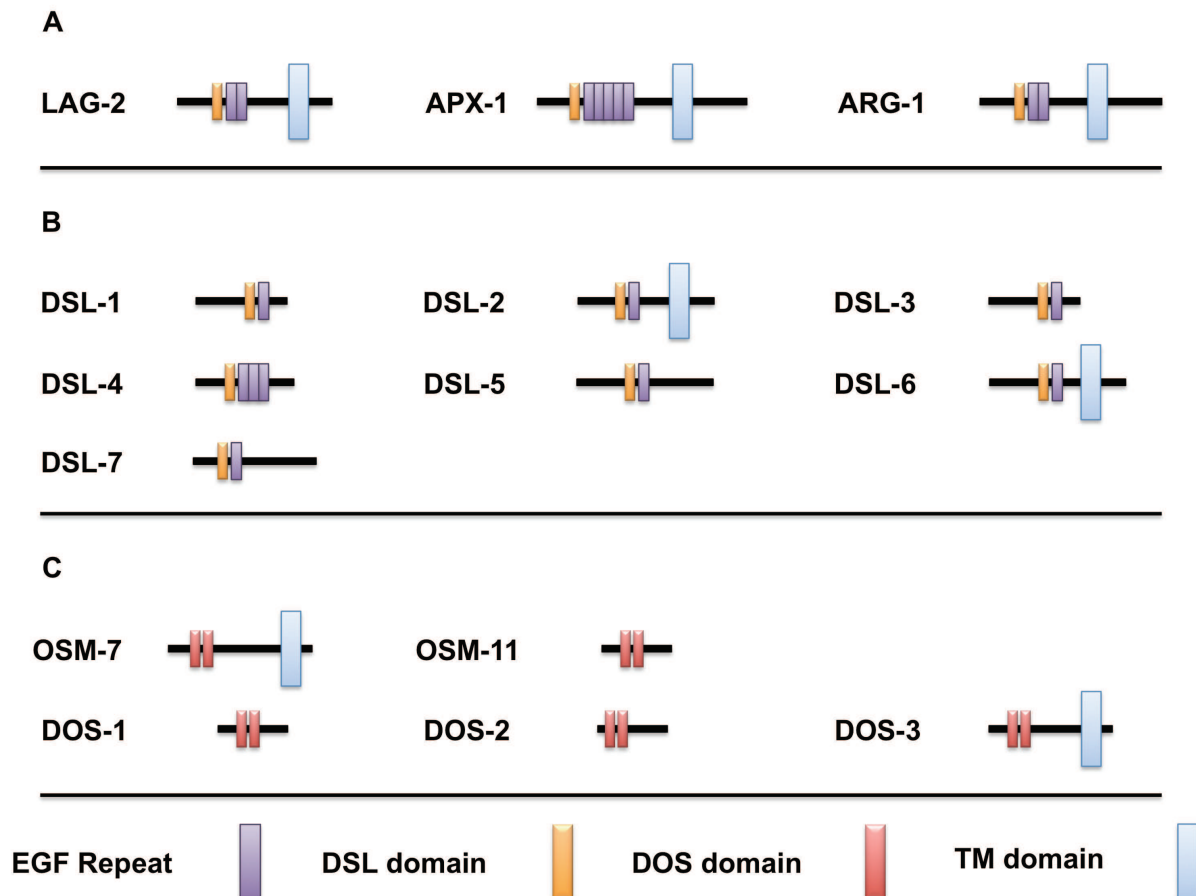 A
LAG-2 APX-1 ARG-1
B
DSL-1 DSL-2 DSL-3
DSL-4 DSL-5 DSL-6
DSL-7
C
OSM-7 OSM-11
DOS-1 DOS-2 DOS-3
EGF Repeat DSL domain DOS domain TM domain